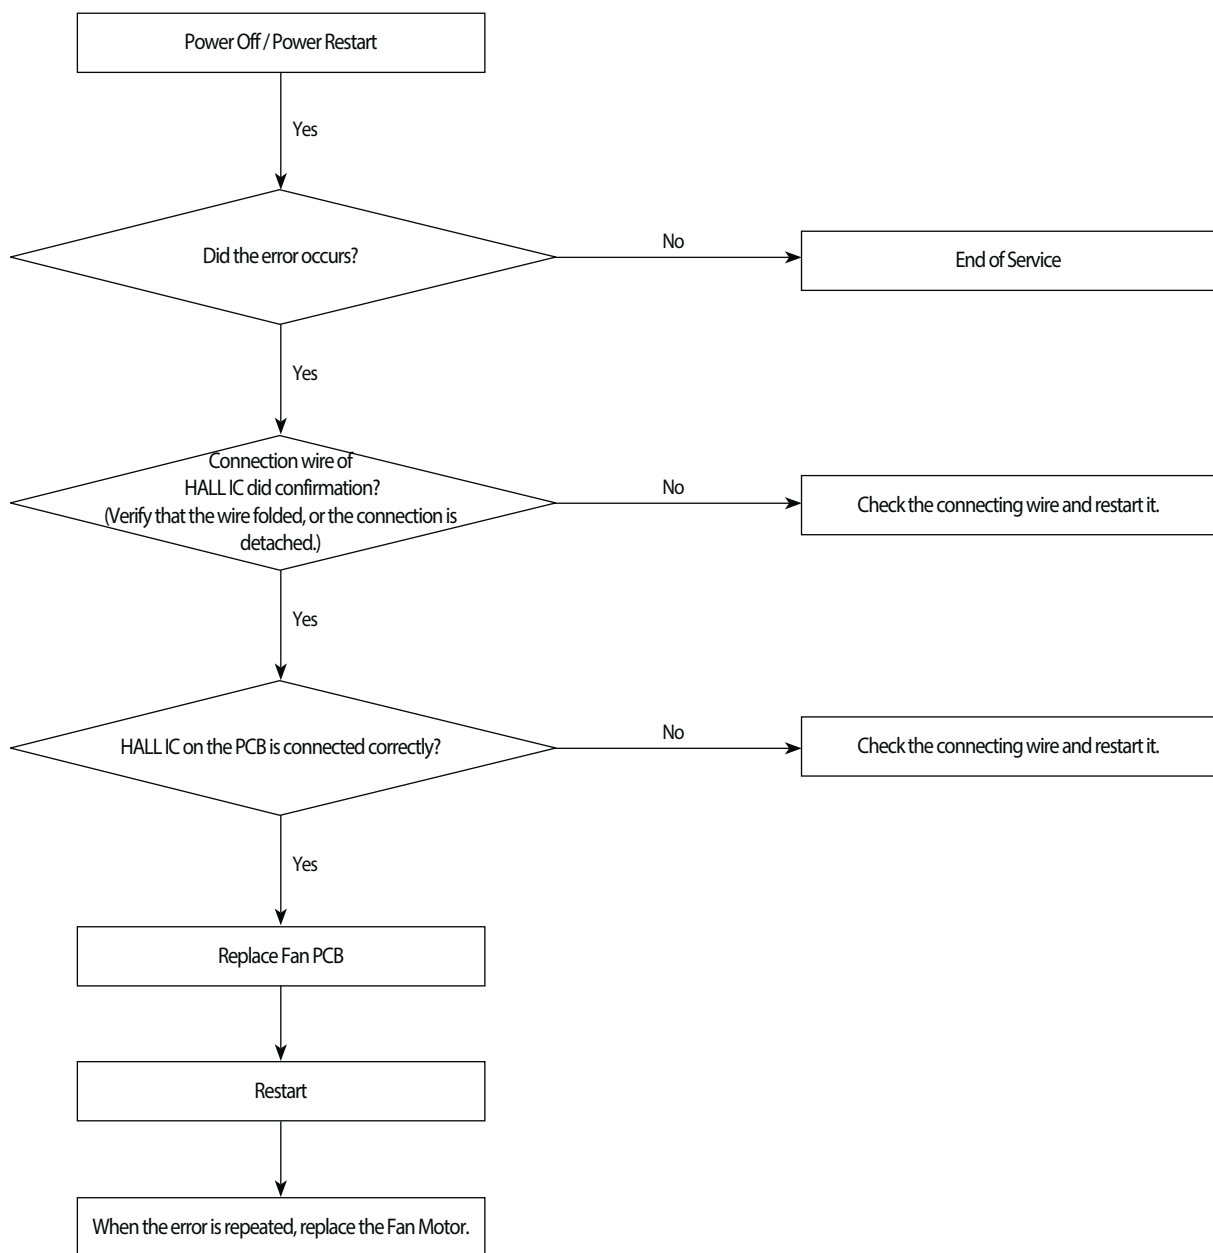 Power Off / Power Restart
Yes
Did the error occurs?
No
End of Service
Yes
Connection wire of
HALL IC did confirmation?
(Verify that the wire folded, or the connection is
detached.)
No
Check the connecting wire and restart it.
Yes
HALL IC on the PCB is connected correctly?
No
Check the connecting wire and restart it.
Yes
Replace Fan PCB
Restart
When the error is repeated, replace the Fan Motor.